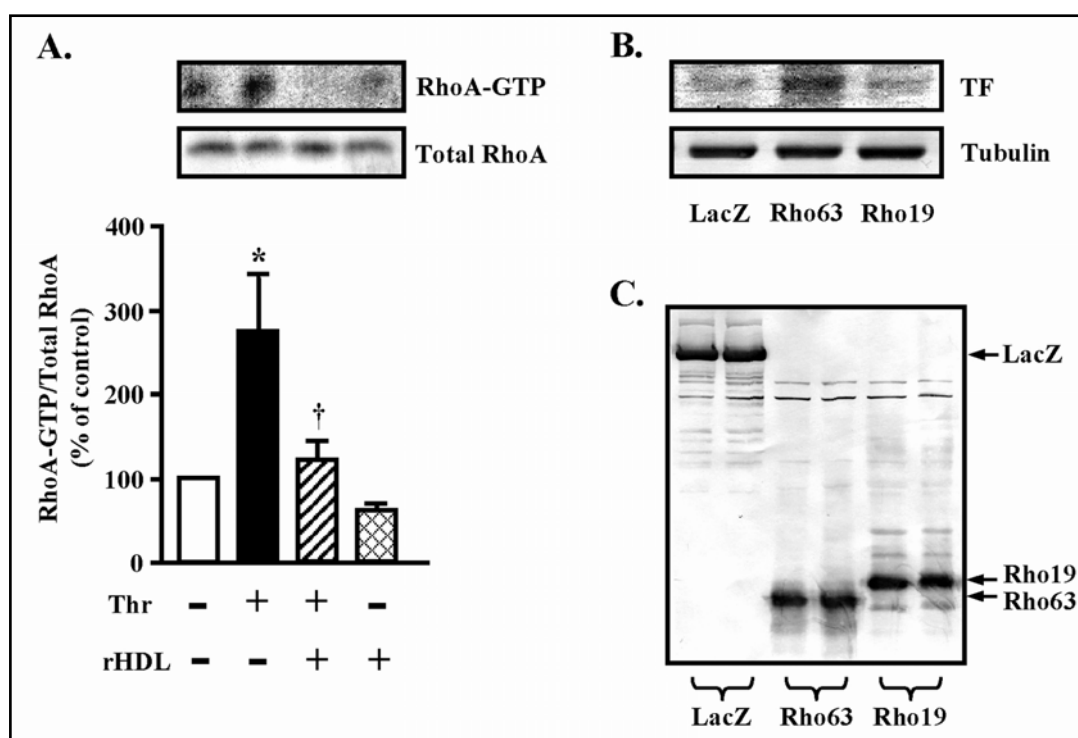 A.
RhoA-GTP
Total RhoA
RhoA-GTP/Total RhoA
(% of control)
400
300
200
100
0
*
†
Thr - + + -
rHDL - - + +
B.
TF
Tubulin
LacZ Rho63 Rho19
C.
LacZ
Rho19
Rho63
LacZ Rho63 Rho19